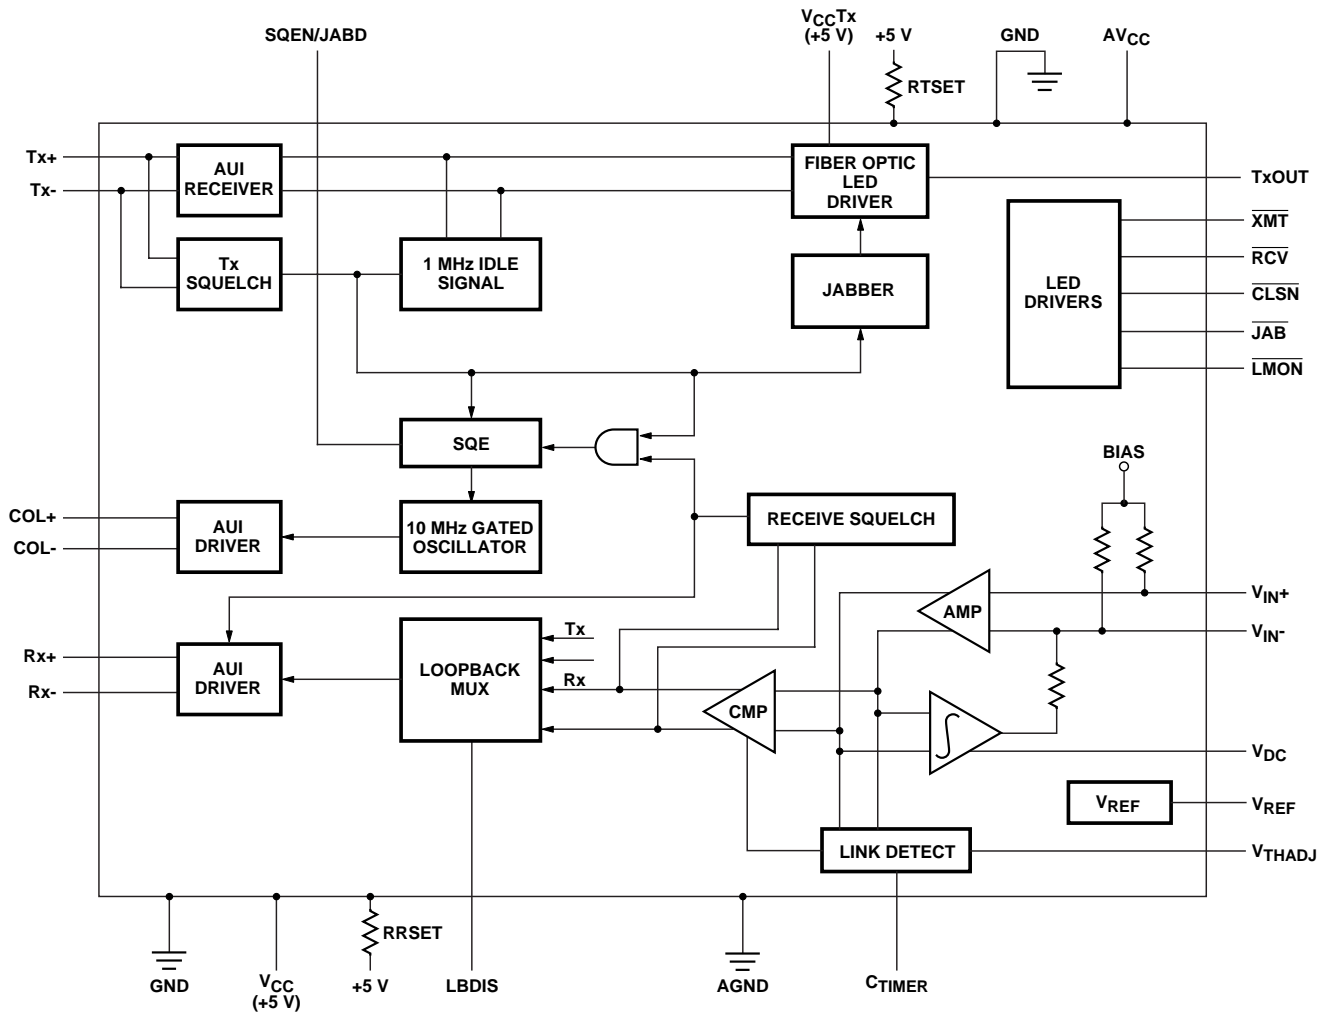 SQEN/JABD
VCCTx
(+5 V)
+5 V
GND
AVCC
RTSET
Tx+
Tx-
AUI
RECEIVER
FIBER OPTIC
LED
DRIVER
TxOUT
Tx
SQUELCH
1 MHz IDLE
SIGNAL
JABBER
LED
DRIVERS
XMT
RCV
CLSN
JAB
LMON
SQE
BIAS
COL+
COL-
AUI
DRIVER
10 MHz GATED
OSCILLATOR
RECEIVE SQUELCH
AMP
VIN+
VIN-
Rx+
Rx-
AUI
DRIVER
LOOPBACK
MUX
Tx
Rx
CMP
∫
VDC
VREF
VREF
LINK DETECT
VTHADJ
RRSET
GND
VCC
(+5 V)
+5 V
LBDIS
AGND
CTIMER